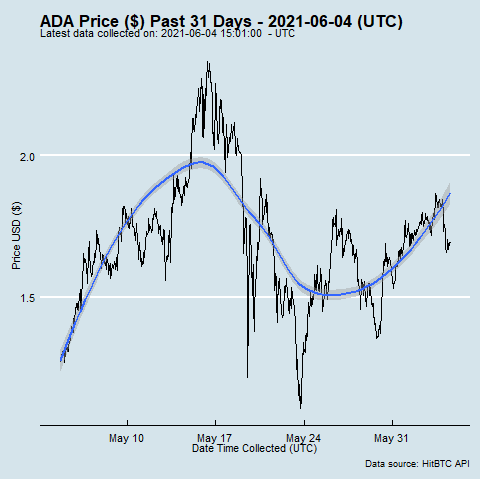 ADA Price ($) Past 31 Days - 2021-06-04 (UTC)
Latest data collected on: 2021-06-04 15:01:00 - UTC
Price USD ($)
2.0
1.5
May 10 May 17 May 24 May 31
Date Time Collected (UTC)
Data source: HitBTC API